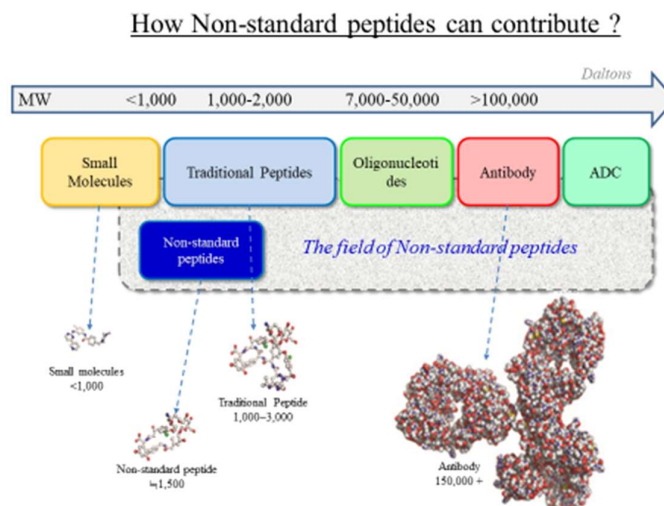 How Non-standard peptides can contribute ?
Daltons
MW <1,000 1,000-2,000 7,000-50,000 >100,000
Small
Molecules
Traditional Peptides
Oligonucleoti
des
Antibody
ADC
Non-standard
peptides
The field of Non-standard peptides
Small molecules
<1,000
Traditional Peptide
1,000–3,000
Non-standard peptide
≒1,500
Antibody
150,000 +